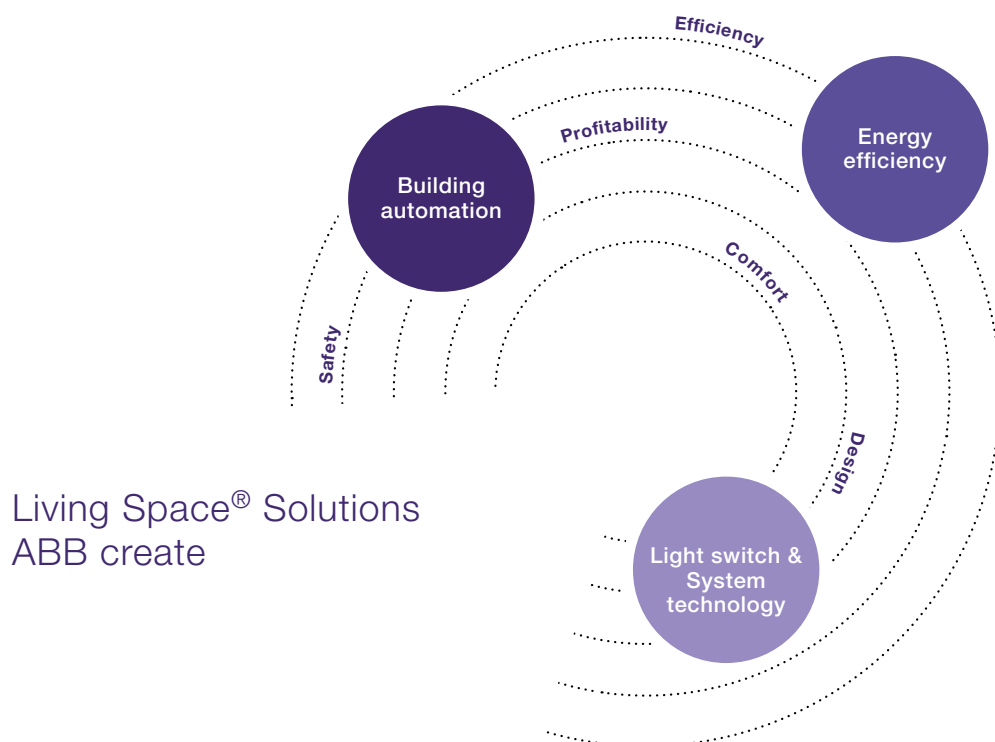 Efficiency
Energy
efficiency
Profitability
Building
automation
Comfort
Safety
Design
Living Space® Solutions
ABB create
Light switch &
System
technology